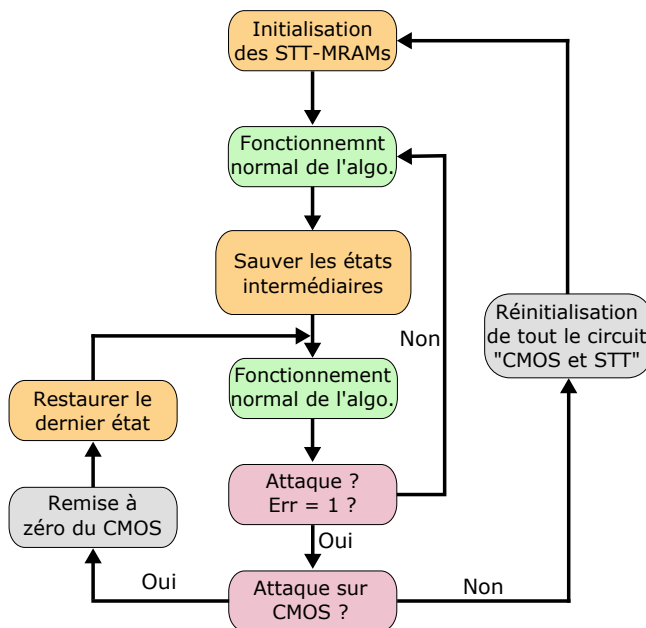 Initialisation
des STT-MRAMs
Fonctionnemnt
normal de l'algo.
Sauver les états
intermédiaires
Non
Réinitialisation
de tout le circuit
"CMOS et STT"
Fonctionnement
normal de l'algo.
Restaurer le
dernier état
Attaque ?
Err = 1 ?
Remise à
zéro du CMOS
Oui
Oui
Attaque sur
CMOS ?
Non